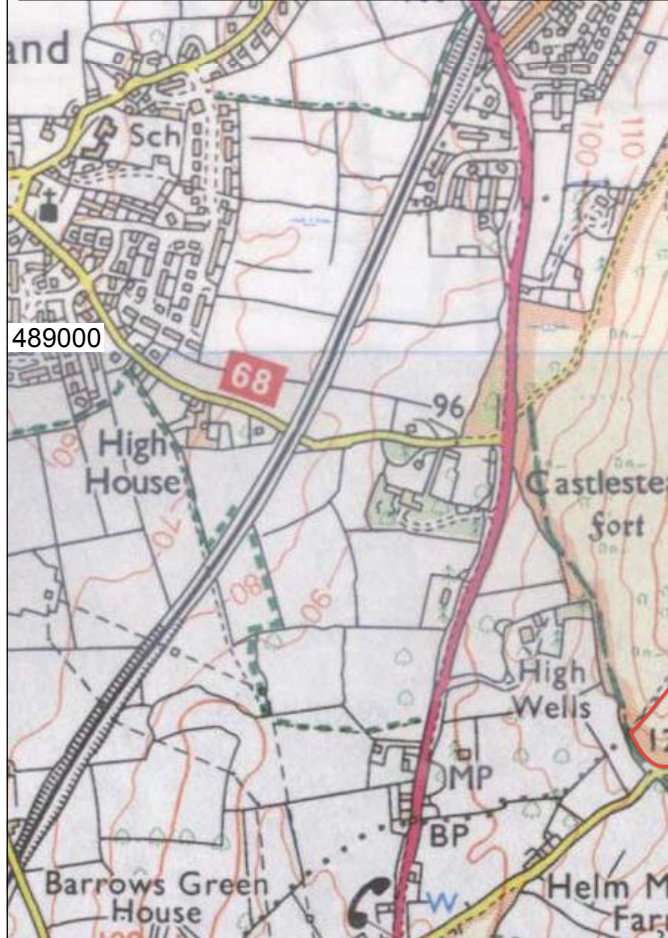 and
Sch
100
110
489000
68
96
60
High
House
Castleste
fort
70
80
90
High
Wells
MP
BP
Barrows Green
House
W
Helm M
Far,